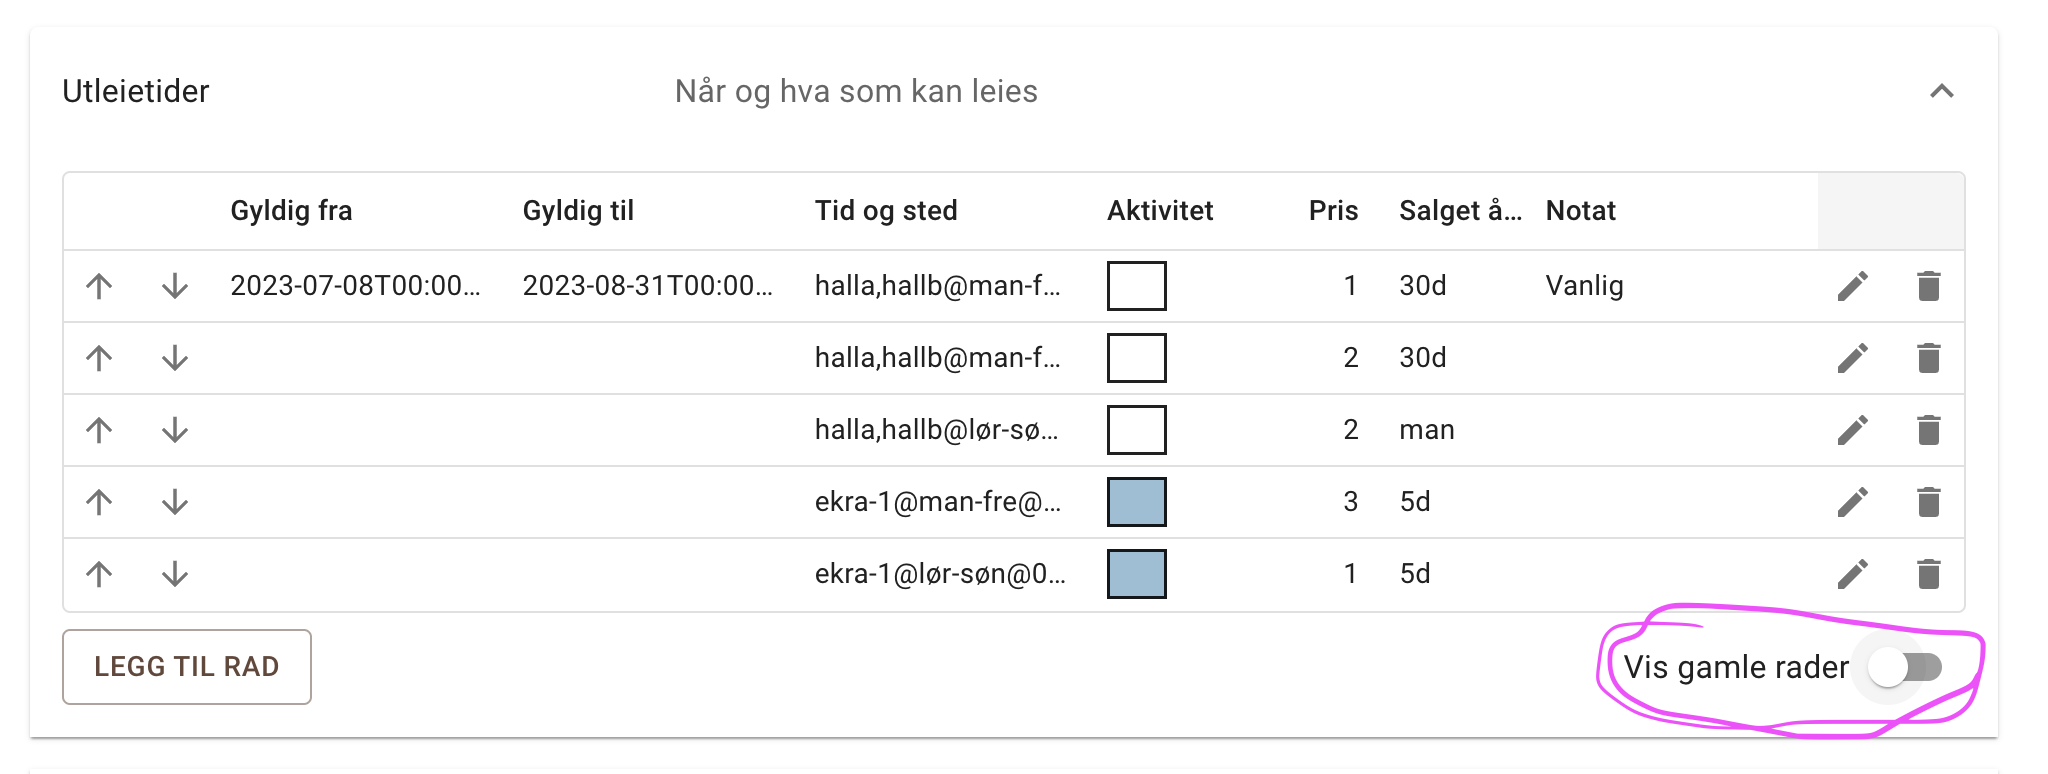 Utleietider Når og hva som kan leies
Gyldig fra Gyldig til Tid og sted Aktivitet Pris Salget å... Notat
2023-07-08T00:00... 2023-08-31T00:00... halla,hallb@man-f... 1 30d Vanlig
halla,hallb@man-f... 2 30d
halla,hallb@lør-sø... 2 man
ekra-1@man-fre@... 3 5d
ekra-1@lør-søn@0... 1 5d
LEGG TIL RAD Vis gamle rader